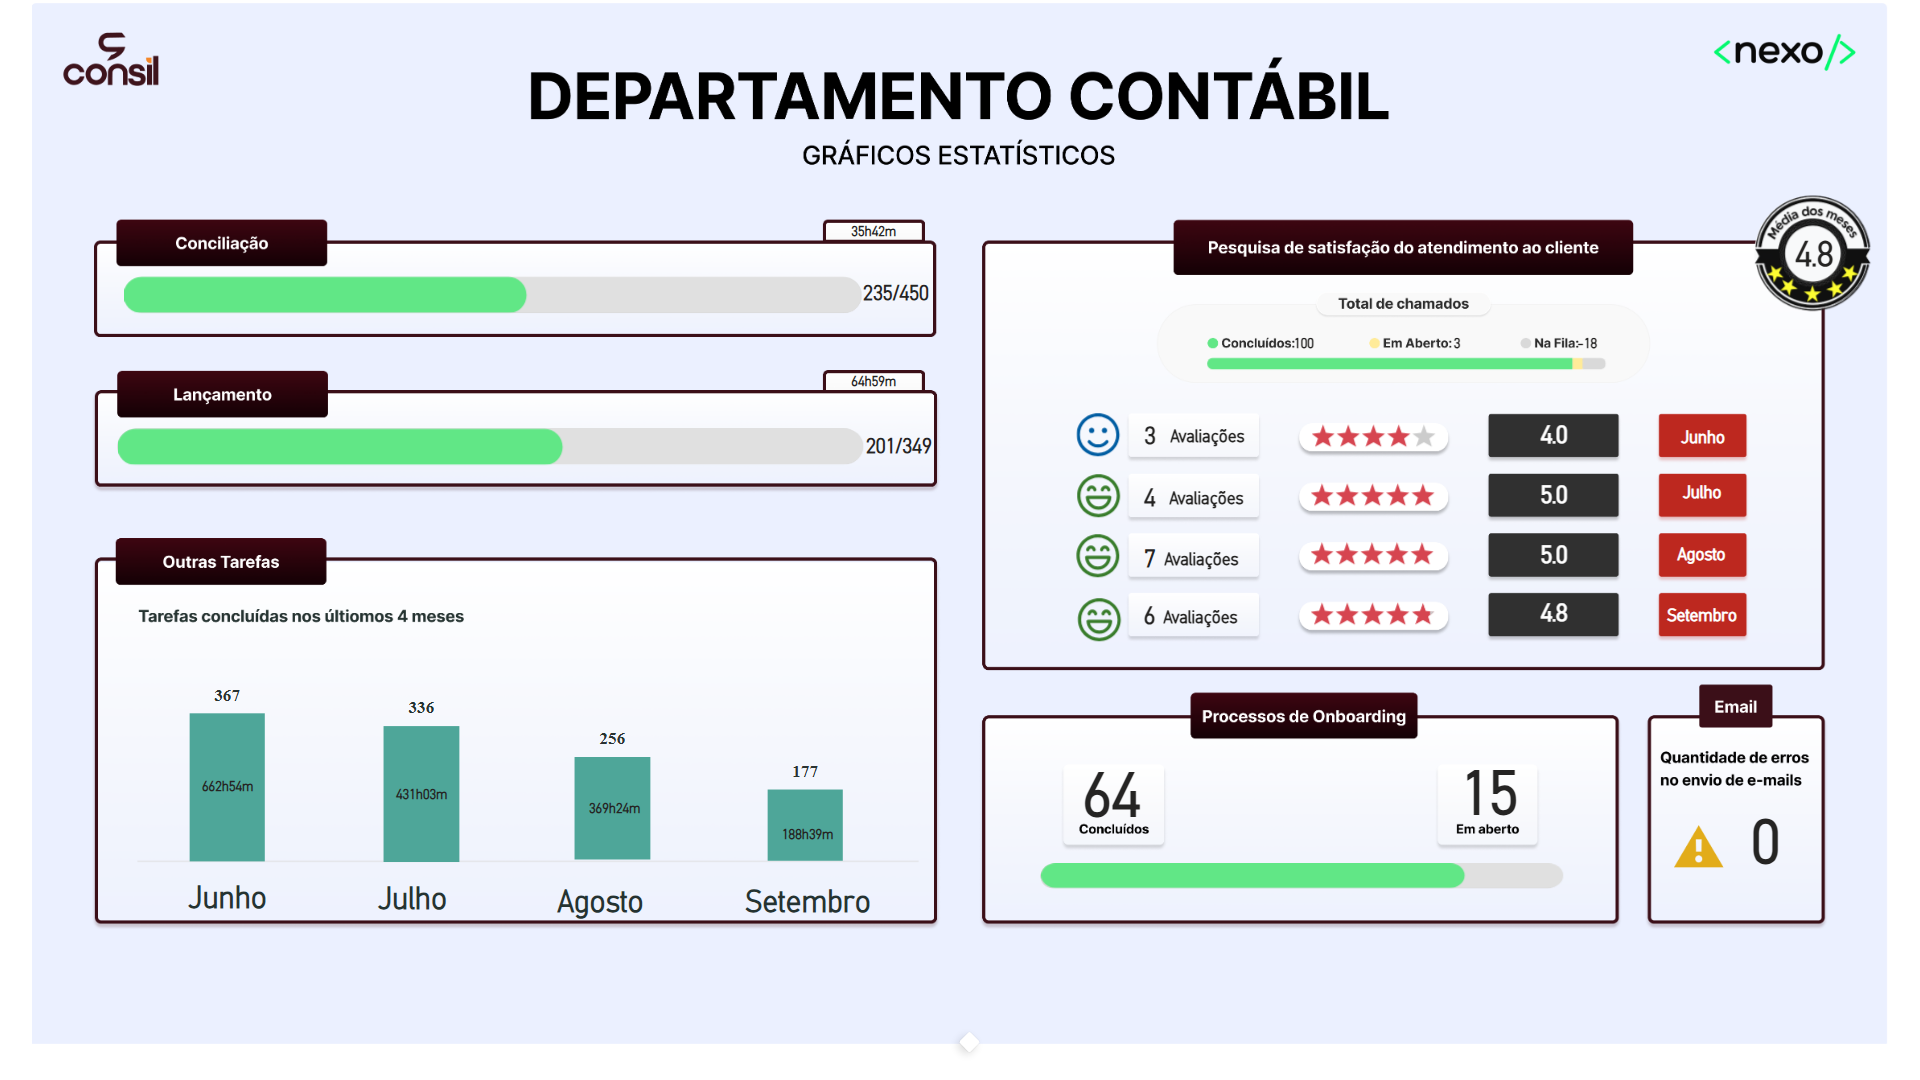 consil
<nexo/>
DEPARTAMENTO CONTÁBIL
GRÁFICOS ESTATÍSTICOS
Conciliação
35h42m
235/450
Lançamento
64h59m
201/349
Outras Tarefas
Tarefas concluídas nos últiomos 4 meses
367
336
256
177
662h54m
431h03m
369h24m
188h39m
Junho
Julho
Agosto
Setembro
Pesquisa de satisfação do atendimento ao cliente
Média dos meses
4.8
Total de chamados
Concluídos:100
Em Aberto:3
Na Fila:-18
3 Avaliações
4.0
Junho
4 Avaliações
5.0
Julho
7 Avaliações
5.0
Agosto
6 Avaliações
4.8
Setembro
Processos de Onboarding
64
Concluídos
15
Em aberto
Email
Quantidade de erros
no envio de e-mails
0